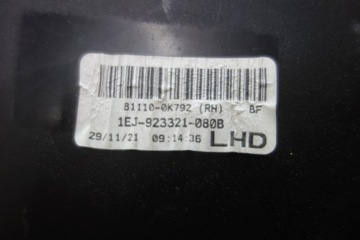 81110-0K792 (RH) BF
1EJ-923321-080B
29/11/21 09:14:36 LHD